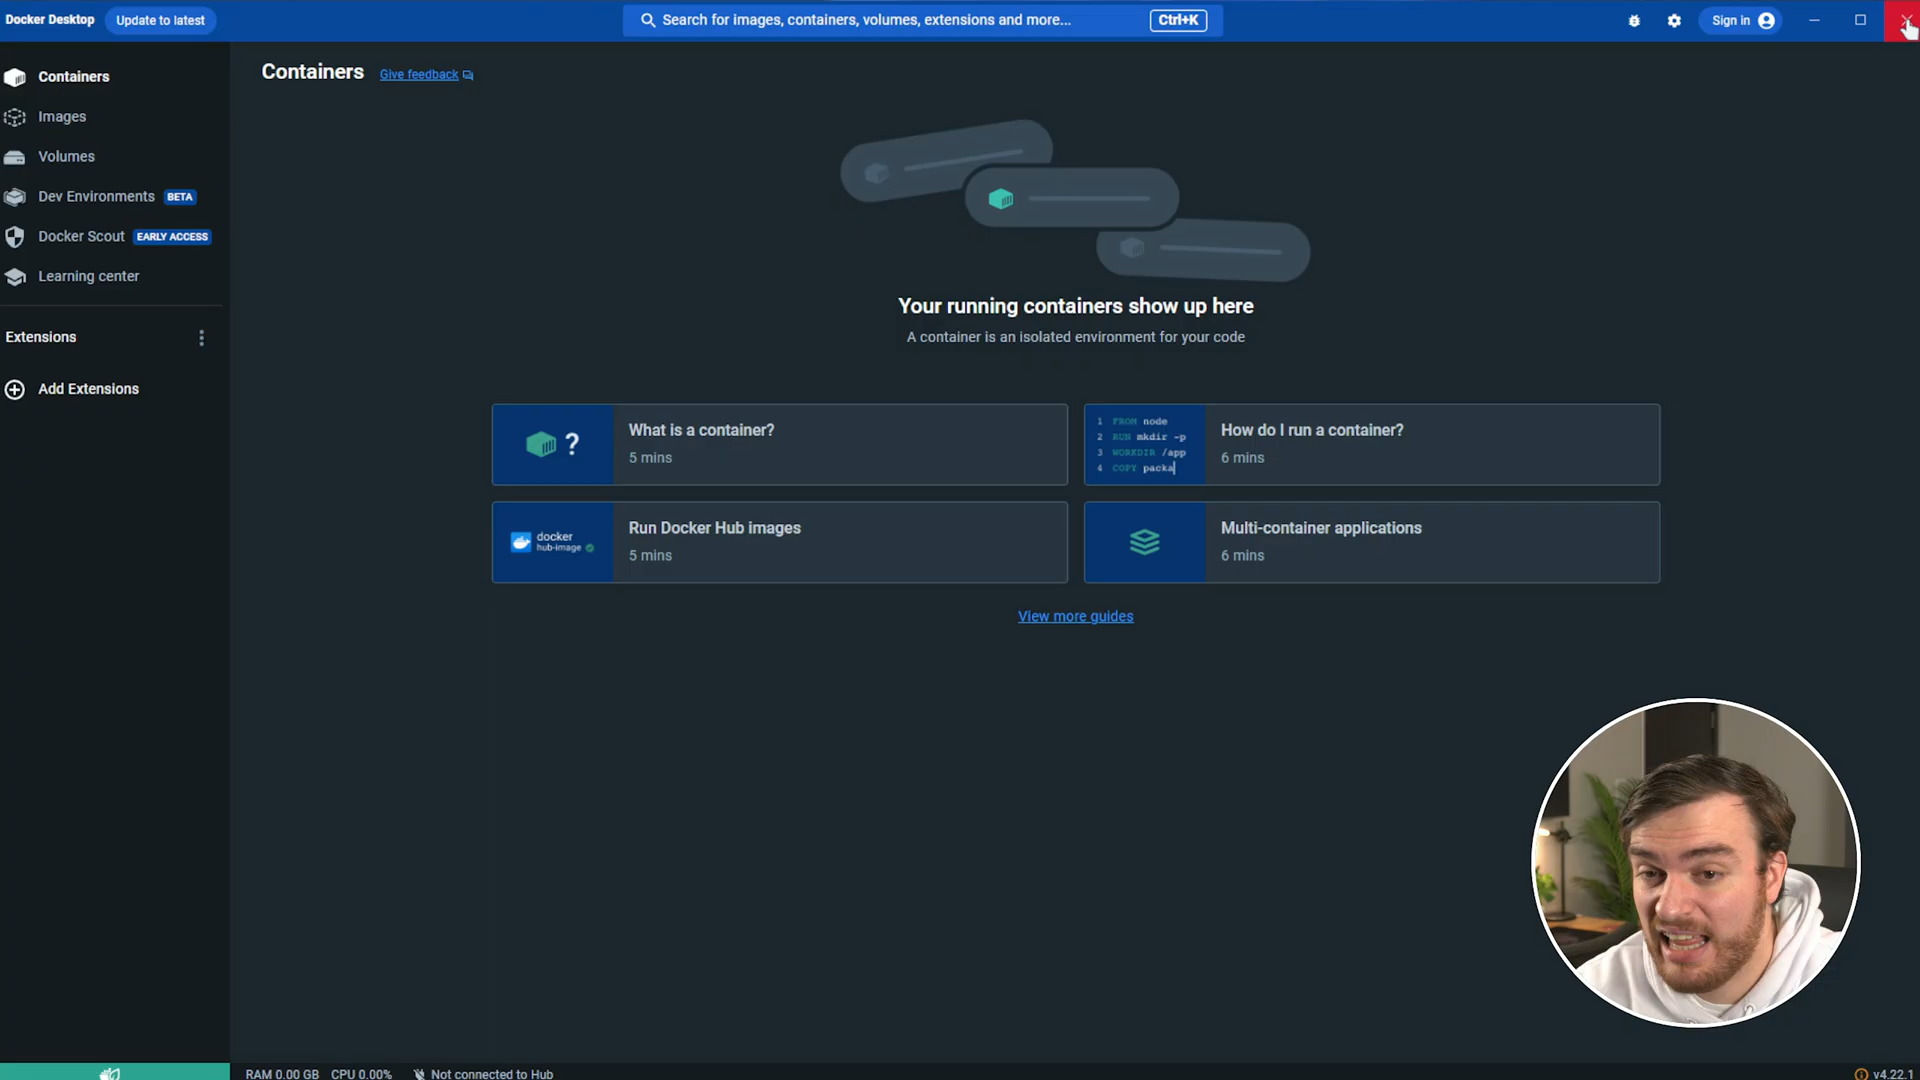 Docker Desktop
Update to latest
Search for images, containers, volumes, extensions and more...
Ctrl+K
Sign in
Containers
Images
Volumes
Dev Environments BETA
Docker Scout EARLY ACCESS
Learning center
Extensions
Add Extensions
Containers
Give feedback
Your running containers show up here
A container is an isolated environment for your code
?
What is a container?
5 mins
1 FROM node
2 RUN mkdir -p
3 WORKDIR /app
4 COPY packa
How do I run a container?
6 mins
docker
hub-image
Run Docker Hub images
5 mins
Multi-container applications
6 mins
View more guides
RAM 0.00 GB CPU 0.00% Not connected to Hub
v4.22.1